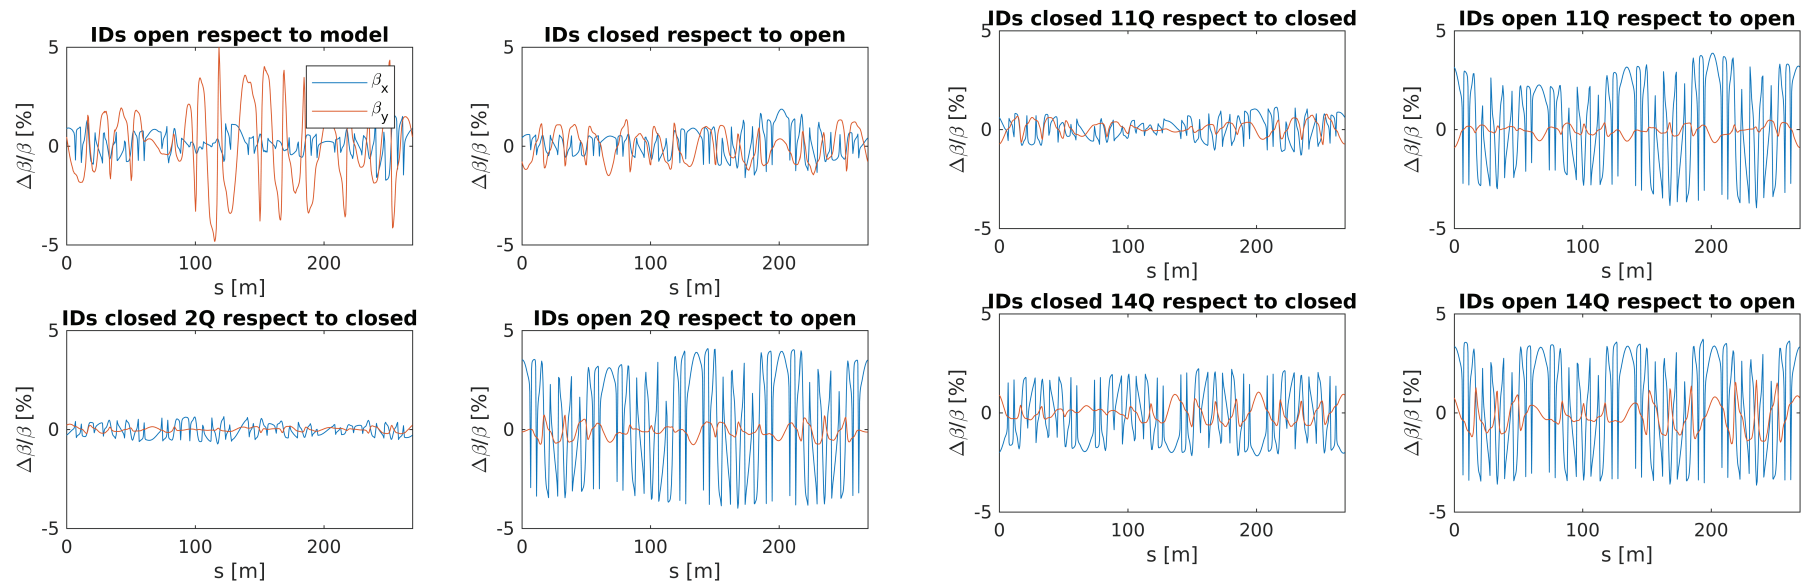 IDs open respect to model
5
0
-5
Δβ/β [%]
βx
βy
0 100 200
s [m]
IDs closed respect to open
5
0
-5
Δβ/β [%]
0 100 200
s [m]
IDs closed 11Q respect to closed
5
0
-5
Δβ/β [%]
0 100 200
s [m]
IDs open 11Q respect to open
5
0
-5
Δβ/β [%]
0 100 200
s [m]
IDs closed 2Q respect to closed
5
0
-5
Δβ/β [%]
0 100 200
s [m]
IDs open 2Q respect to open
5
0
-5
Δβ/β [%]
0 100 200
s [m]
IDs closed 14Q respect to closed
5
0
-5
Δβ/β [%]
0 100 200
s [m]
IDs open 14Q respect to open
5
0
-5
Δβ/β [%]
0 100 200
s [m]